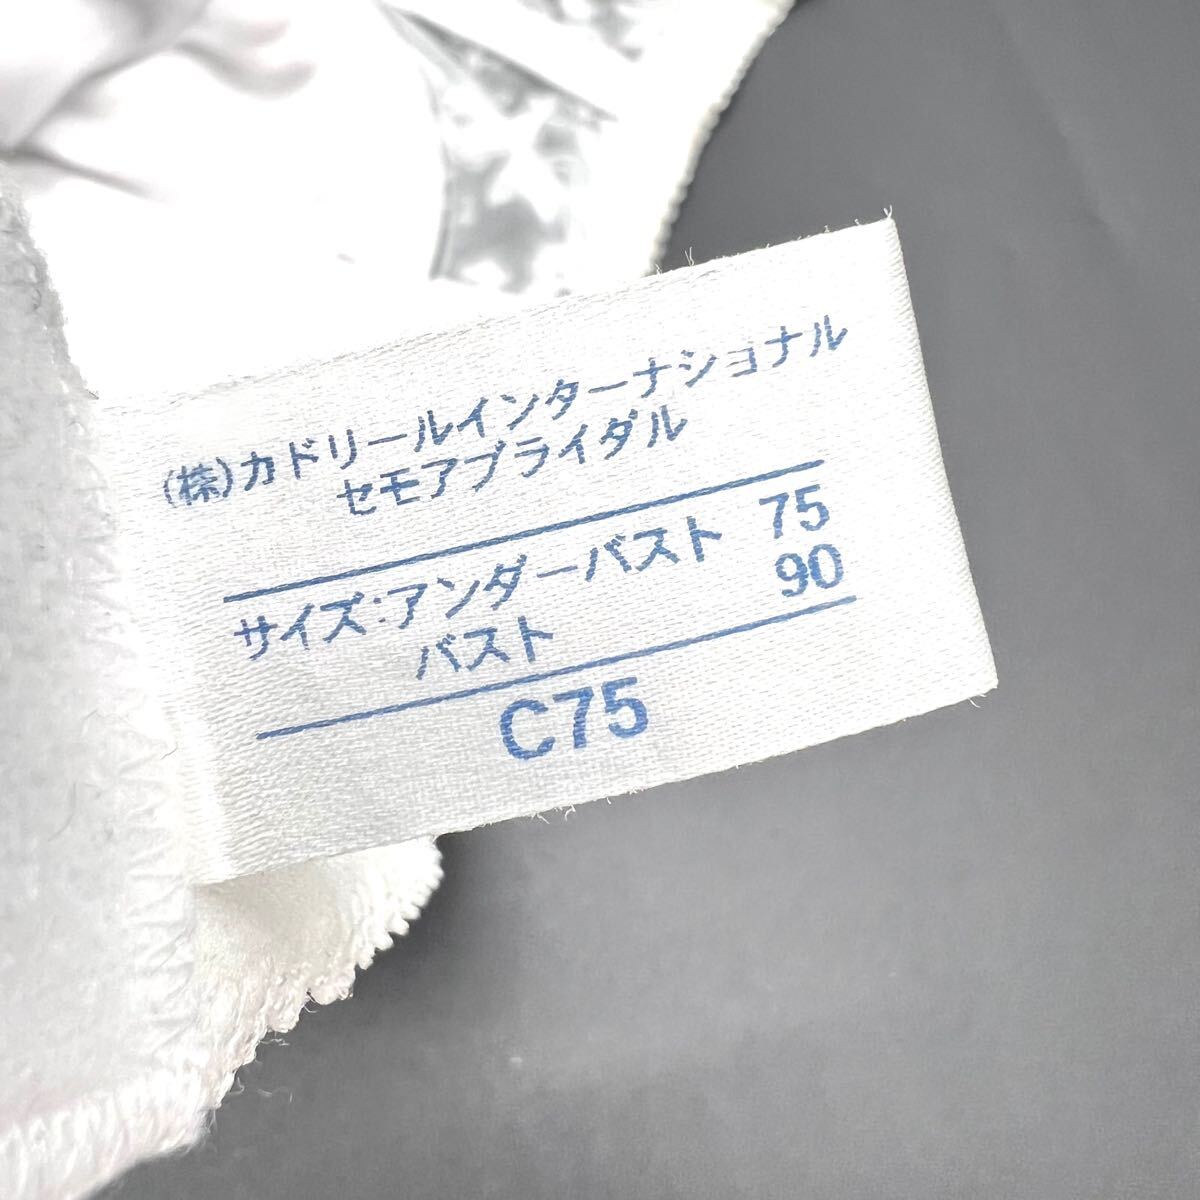 (株)カドリールインターナショナル
セモアブライダル
サイズ:アンダーバスト 75
バスト 90
C75